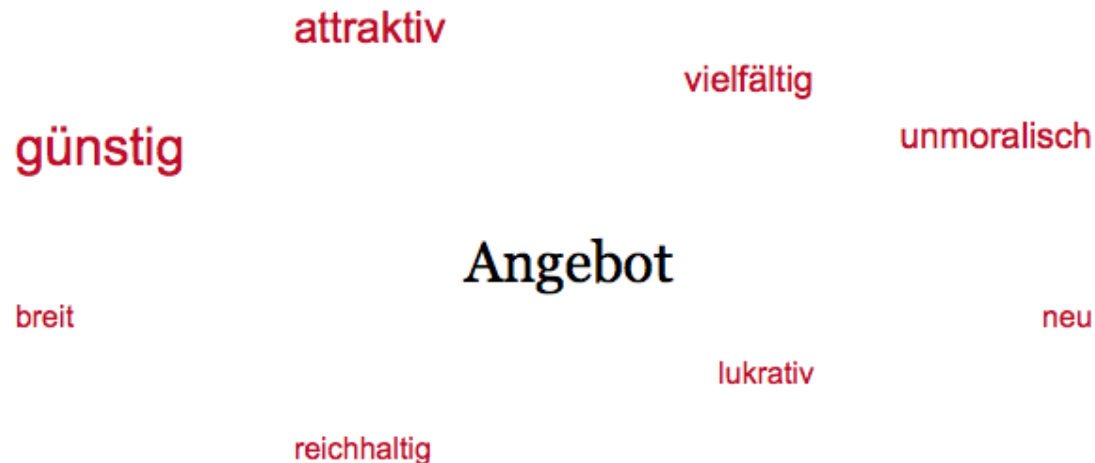 attraktiv
vielfältig
günstig
unmoralisch
Angebot
breit
neu
lukrativ
reichhaltig